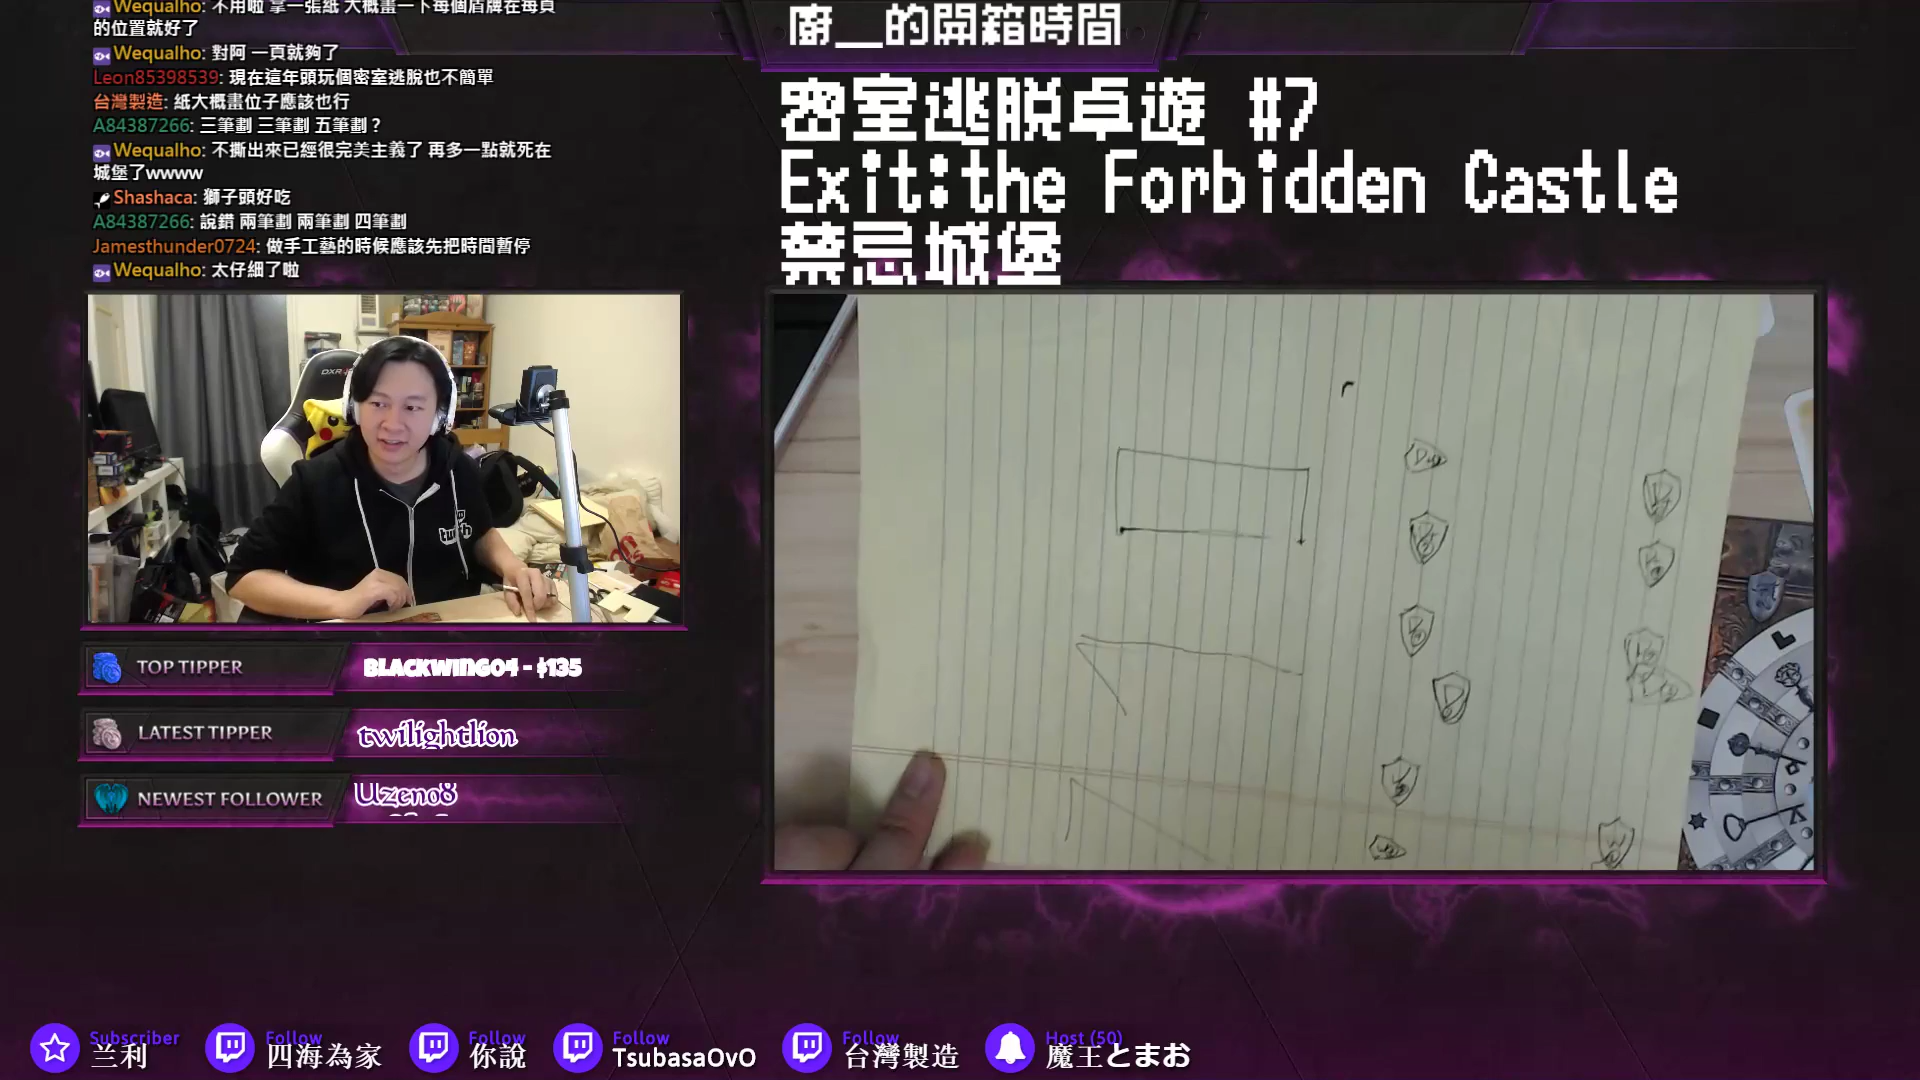 Wequalho: 不用啦 拿一張紙 大概畫一下每個盾牌在每頁
的位置就好了
Wequalho: 對阿 一頁就夠了
Leon85398539: 現在這年頭玩個密室逃脫也不簡單
台灣製造: 紙大概畫位子應該也行
A84387266: 三筆劃 三筆劃 五筆劃 ?
Wequalho: 不撕出來已經很完美主義了 再多一點就死在
城堡了wwww
Shashaca: 獅子頭好吃
A84387266: 說錯 兩筆劃 兩筆劃 四筆劃
Jamesthunder0724: 做手工藝的時候應該先把時間暫停
Wequalho: 太仔細了啦
廚__的開箱時間
密室逃脱卓遊 #7
Exit:the Forbidden Castle
禁忌城堡
DXR
twitch
TOP TIPPER
BLACKWING04 - $135
LATEST TIPPER
twilightlion
NEWEST FOLLOWER
Uzeno8
Subscriber
兰利
Follow
四海為家
Follow
你說
Follow
TsubasaOvO
Follow
台灣製造
Host (50)
魔王とまお